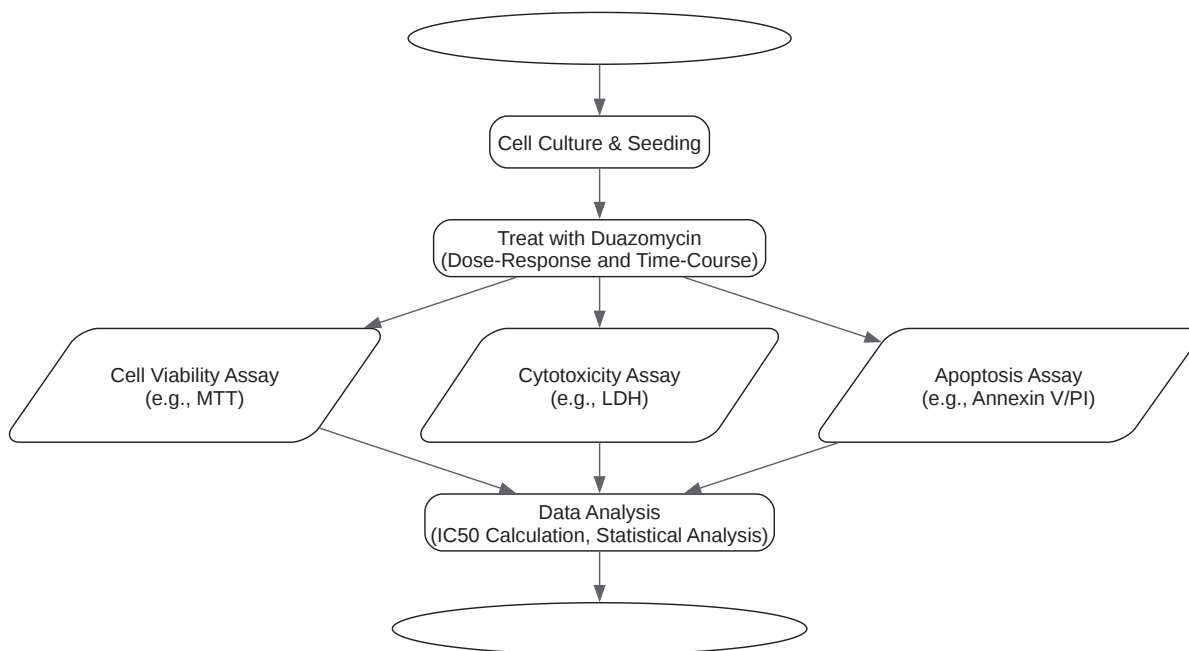 Cell Culture & Seeding
Treat with Duazomycin
(Dose-Response and Time-Course)
Cell Viability Assay
(e.g., MTT)
Cytotoxicity Assay
(e.g., LDH)
Apoptosis Assay
(e.g., Annexin V/PI)
Data Analysis
(IC50 Calculation, Statistical Analysis)